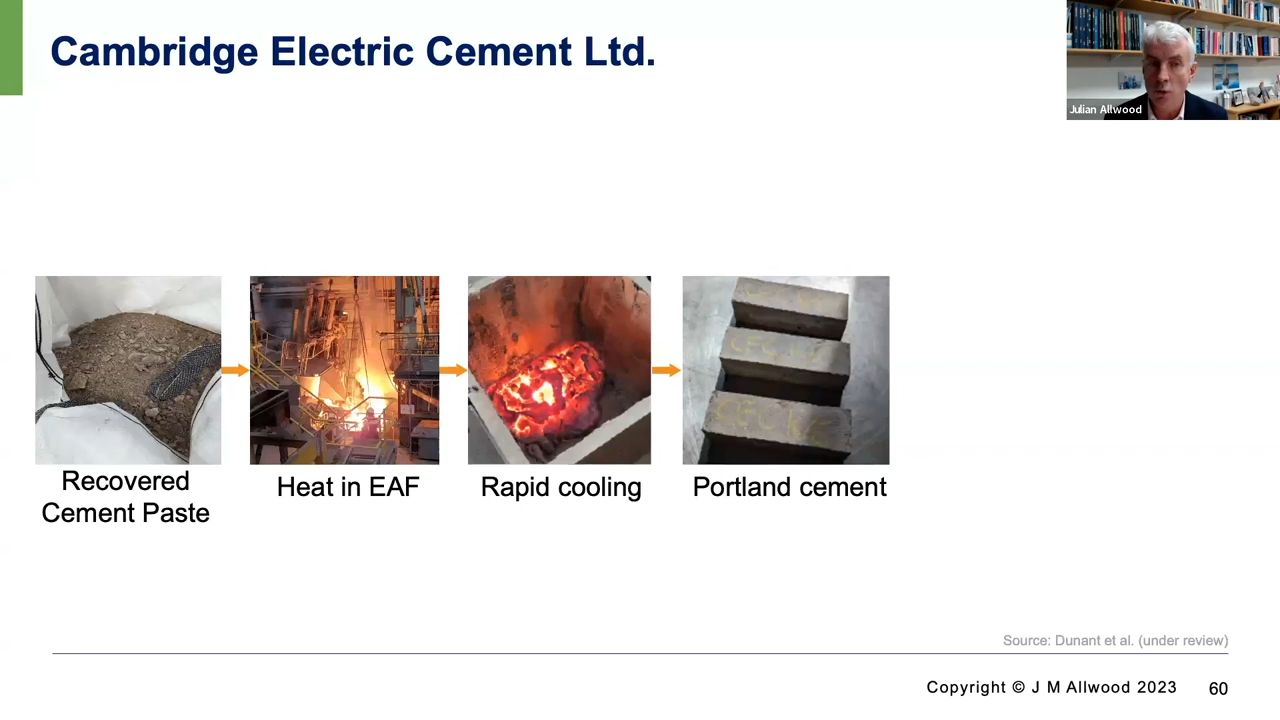 Cambridge Electric Cement Ltd.
Julian Allwood
Recovered
Cement Paste
Heat in EAF
Rapid cooling
Portland cement
Source: Dunant et al. (under review)
Copyright © J M Allwood 2023
60